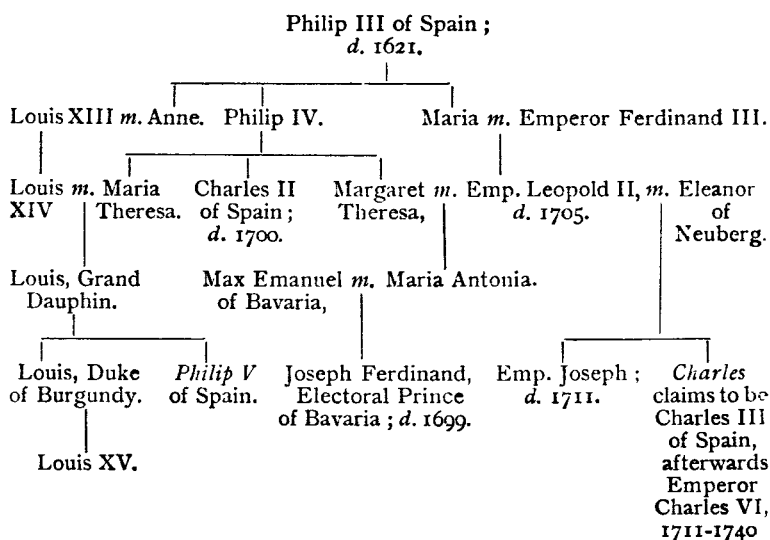 Philip III of Spain ;
d. 1621.
Louis XIII m. Anne. Philip IV. Maria m. Emperor Ferdinand III.
Louis m. Maria Charles II Margaret m. Emp. Leopold II, m. Eleanor
XIV Theresa. of Spain ; Theresa, d. 1705. of
d. 1700. Neuberg.
Louis, Grand Max Emanuel m. Maria Antonia.
Dauphin. of Bavaria,
Louis, Duke Philip V Joseph Ferdinand, Emp. Joseph ; Charles
of Burgundy. of Spain. Electoral Prince d. 1711. claims to be
of Bavaria ; d. 1699. Charles III
Louis XV. of Spain,
afterwards
Emperor
Charles VI,
1711-1740